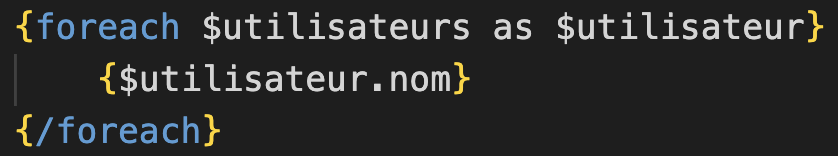 {foreach $utilisateurs as $utilisateur}
    {$utilisateur.nom}
{/foreach}